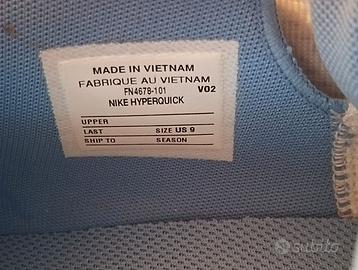 MADE IN VIETNAM
FABRIQUE AU VIETNAM
FN4678-101 V02
NIKE HYPERQUICK
UPPER
LAST SIZE US 9
SHIP TO SEASON
subito